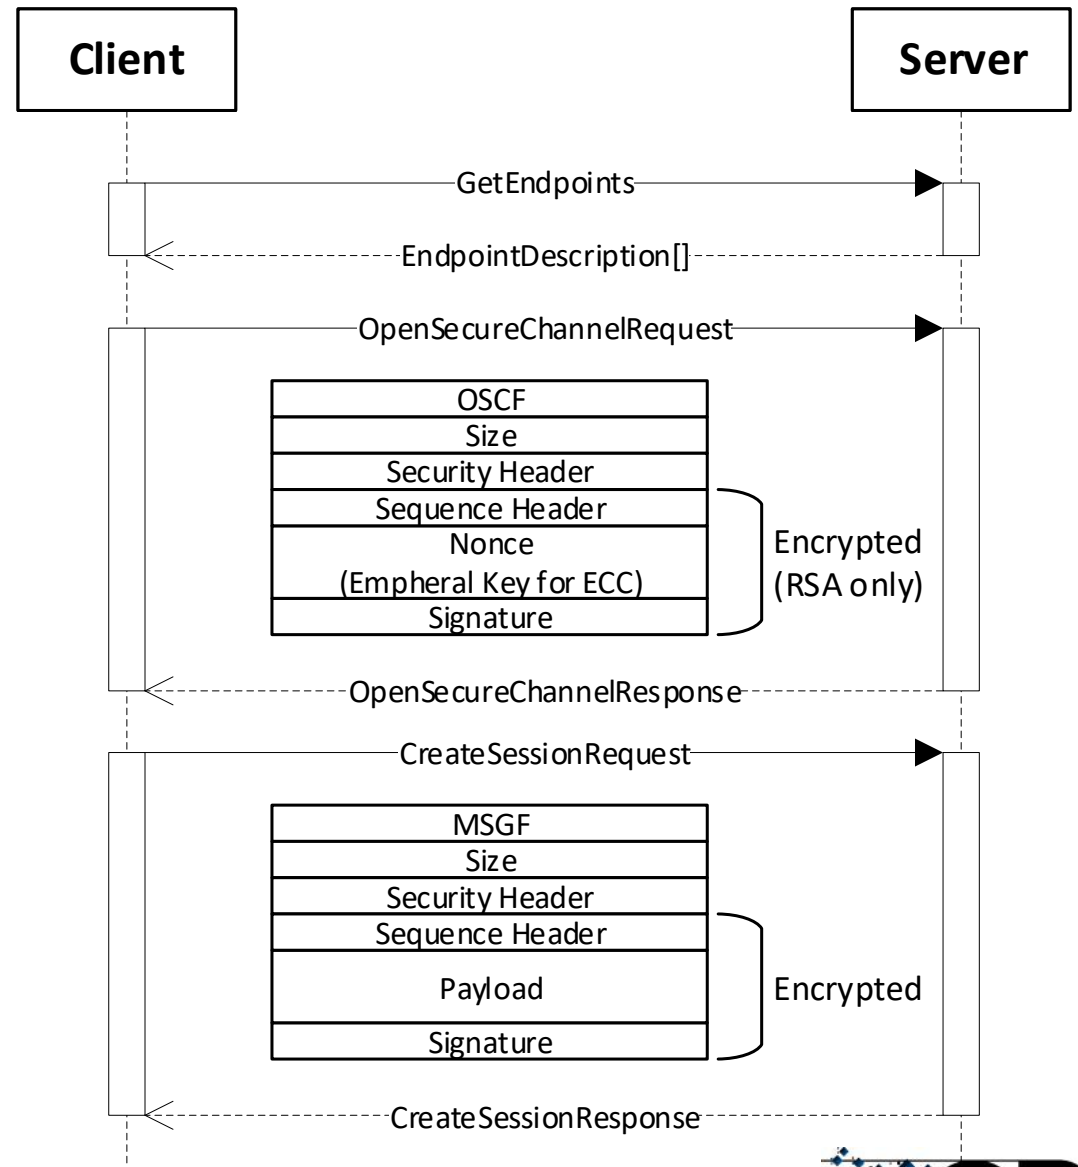 Client
Server
GetEndpoints
EndpointDescription[]
OpenSecureChannelRequest
OSCF
Size
Security Header
Sequence Header
Nonce
(Empheral Key for ECC)
Signature
Encrypted
(RSA only)
OpenSecureChannelResponse
CreateSessionRequest
MSGF
Size
Security Header
Sequence Header
Payload
Signature
Encrypted
CreateSessionResponse